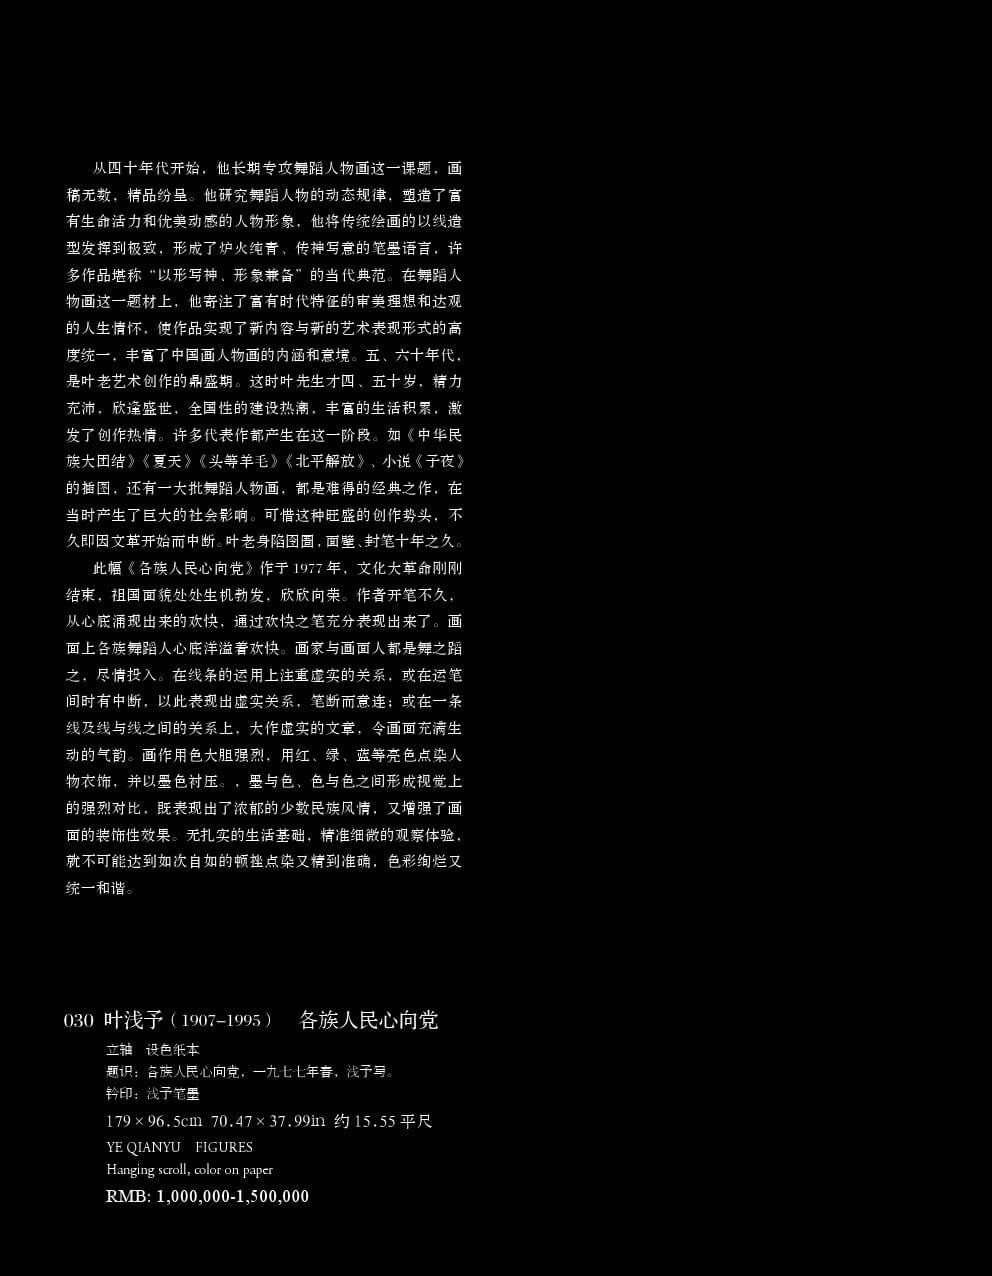 从四十年代开始，他长期专攻舞蹈人物画这一课题，画
稿无数，精品纷呈。他研究舞蹈人物的动态规律，塑造了富
有生命活力和优美动感的人物形象，他将传统绘画的以线造
型发挥到极致，形成了炉火纯青、传神写意的笔墨语言，许
多作品堪称“以形写神、形象兼备”的当代典范。在舞蹈人
物画这一题材上，他寄注了富有时代特征的审美理想和达观
的人生情怀，使作品实现了新内容与新的艺术表现形式的高
度统一，丰富了中国画人物画的内涵和意境。五、六十年代，
是叶老艺术创作的鼎盛期。这时叶先生才四、五十岁，精力
充沛，欣逢盛世，全国性的建设热潮，丰富的生活积累，激
发了创作热情。许多代表作都产生在这一阶段。如《中华民
族大团结》《夏天》《头等羊毛》《北平解放》、小说《子夜》
的插图，还有一大批舞蹈人物画，都是难得的经典之作，在
当时产生了巨大的社会影响。可惜这种旺盛的创作势头，不
久即因文革开始而中断。叶老身陷囹圄，面壁、封笔十年之久。
此幅《各族人民心向党》作于 1977 年，文化大革命刚刚
结束，祖国面貌处处生机勃发，欣欣向荣。作者开笔不久，
从心底涌现出来的欢快，通过欢快之笔充分表现出来了。画
面上各族舞蹈人心底洋溢着欢快。画家与画面人都是舞之蹈
之，尽情投入。在线条的运用上注重虚实的关系，或在运笔
间时有中断，以此表现出虚实关系，笔断而意连；或在一条
线及线与线之间的关系上，大作虚实的文章，令画面充满生
动的气韵。画作用色大胆强烈，用红、绿、蓝等亮色点染人
物衣饰，并以墨色衬压。，墨与色、色与色之间形成视觉上
的强烈对比，既表现出了浓郁的少数民族风情，又增强了画
面的装饰性效果。无扎实的生活基础，精准细微的观察体验，
就不可能达到如次自如的顿挫点染又精到准确，色彩绚烂又
统一和谐。
030 叶浅予（1907–1995） 各族人民心向党
立轴 设色纸本
题识：各族人民心向党，一九七七年春，浅予写。
钤印：浅予笔墨
179×96.5cm 70.47×37.99in 约 15.55 平尺
YE QIANYU FIGURES
Hanging scroll, color on paper
RMB: 1,000,000-1,500,000